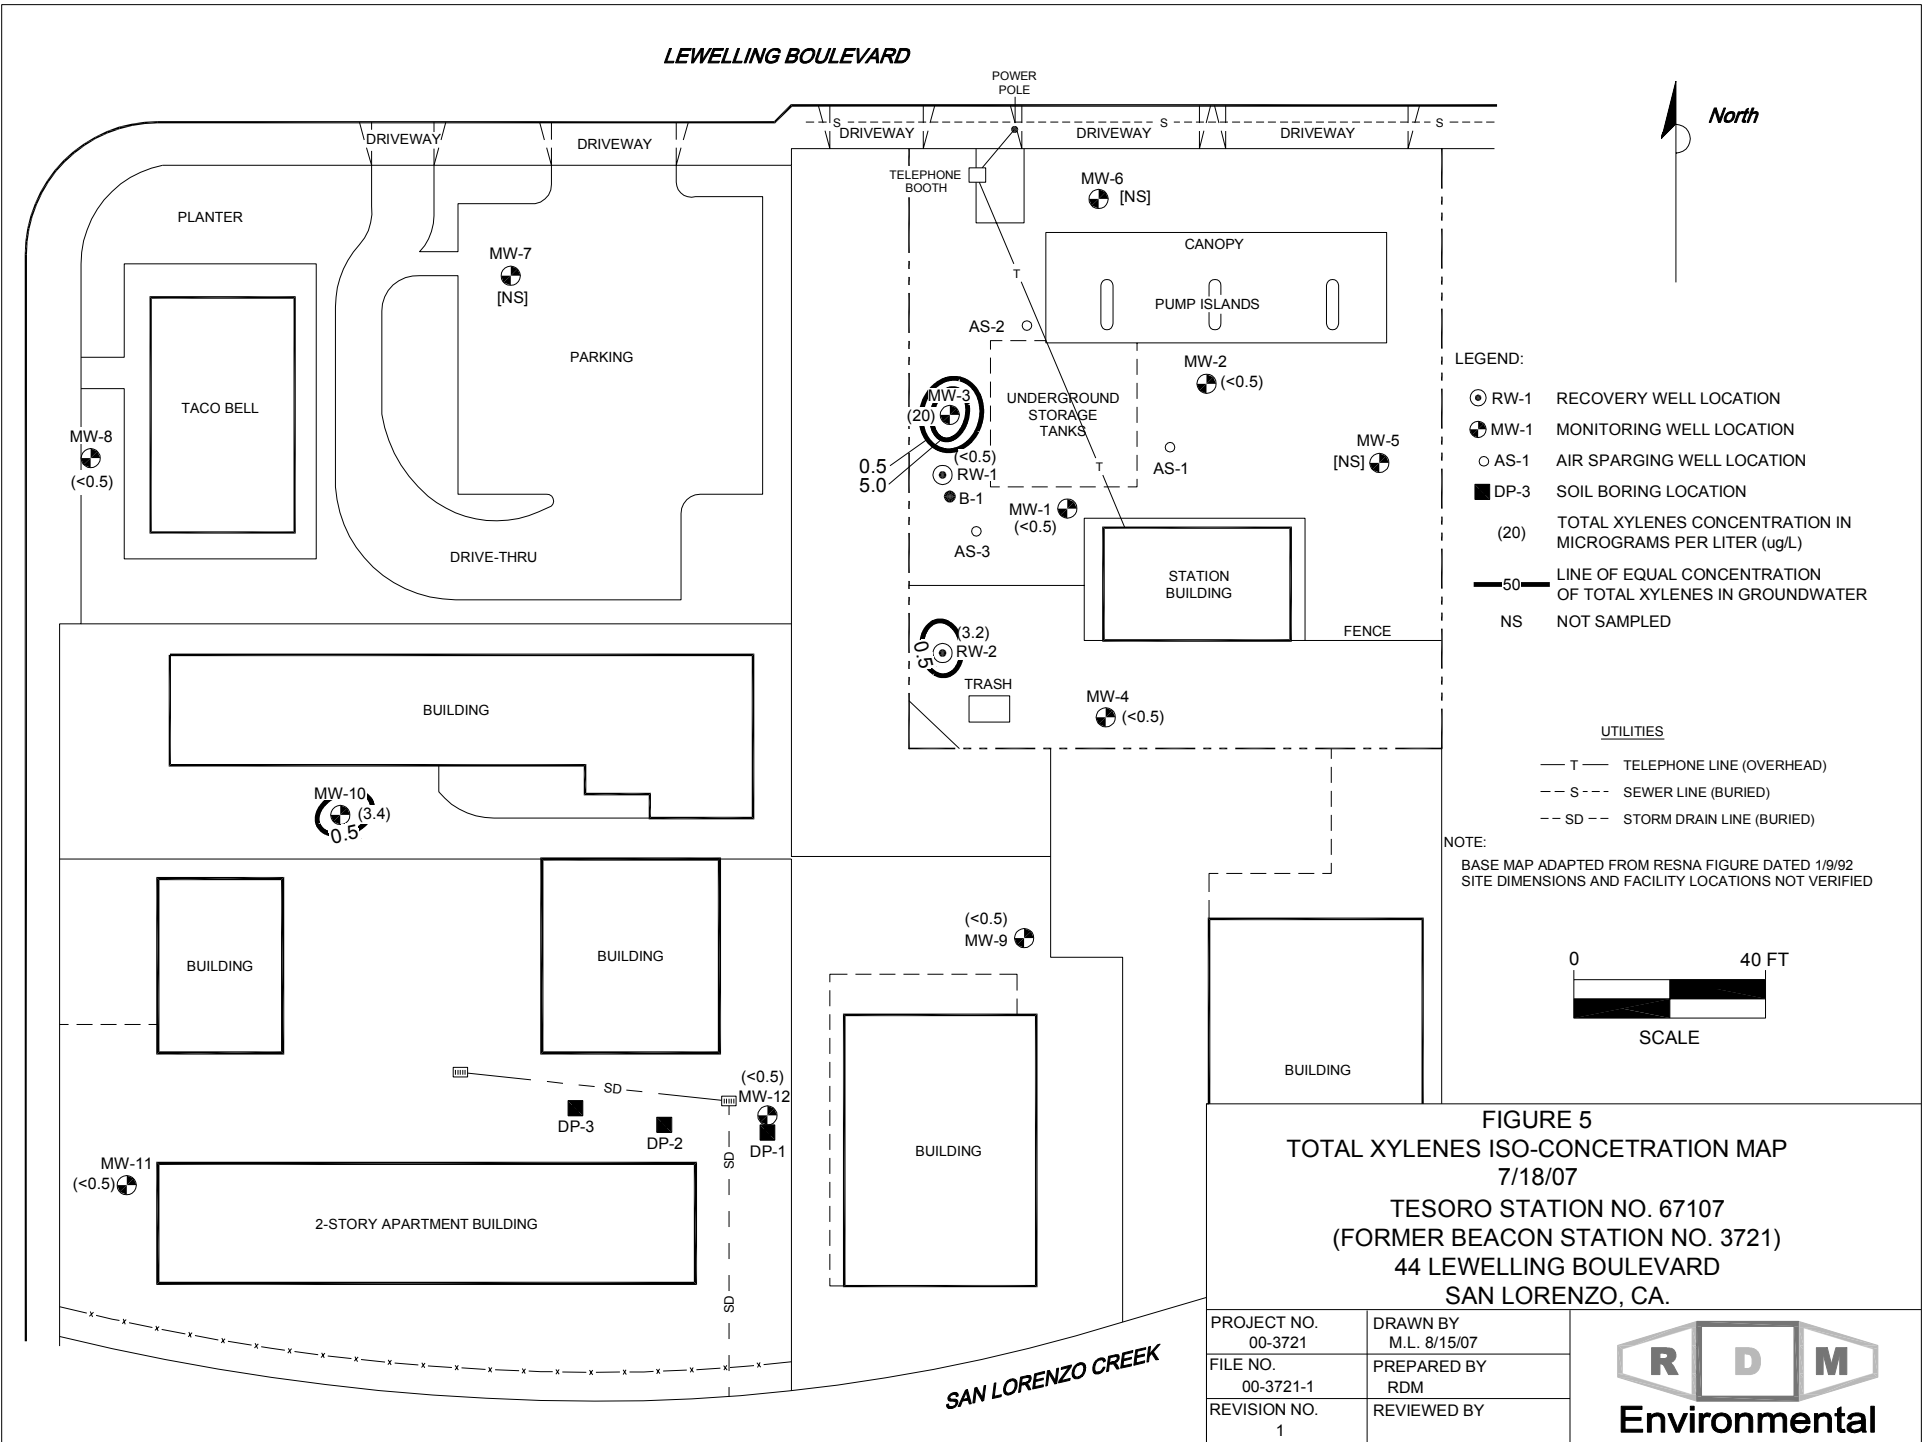 LEWELLING BOULEVARD
POWER
POLE
North
DRIVEWAY
DRIVEWAY
S
DRIVEWAY
DRIVEWAY
S
DRIVEWAY
S
TELEPHONE
BOOTH
MW-6
[NS]
PLANTER
MW-7
[NS]
CANOPY
T
PUMP ISLANDS
AS-2
PARKING
MW-2
(<0.5)
TACO BELL
MW-3
(20)
UNDERGROUND
STORAGE
TANKS
MW-8
(<0.5)
0.5
5.0
(<0.5)
RW-1
B-1
T
AS-1
MW-5
[NS]
MW-1
(<0.5)
AS-3
DRIVE-THRU
STATION
BUILDING
FENCE
(3.2)
RW-2
0.5
TRASH
MW-4
(<0.5)
BUILDING
MW-10
(3.4)
0.5
LEGEND:
RW-1 RECOVERY WELL LOCATION
MW-1 MONITORING WELL LOCATION
AS-1 AIR SPARGING WELL LOCATION
DP-3 SOIL BORING LOCATION
(20) TOTAL XYLENES CONCENTRATION IN
MICROGRAMS PER LITER (ug/L)
50 LINE OF EQUAL CONCENTRATION
OF TOTAL XYLENES IN GROUNDWATER
NS NOT SAMPLED
UTILITIES
T TELEPHONE LINE (OVERHEAD)
S SEWER LINE (BURIED)
SD STORM DRAIN LINE (BURIED)
NOTE:
BASE MAP ADAPTED FROM RESNA FIGURE DATED 1/9/92
SITE DIMENSIONS AND FACILITY LOCATIONS NOT VERIFIED
0 40 FT
SCALE
BUILDING
BUILDING
(<0.5)
MW-9
BUILDING
SD
(<0.5)
MW-12
DP-3
DP-2
DP-1
SD
BUILDING
MW-11
(<0.5)
2-STORY APARTMENT BUILDING
SD
x x x x x x x x x x x x x x x x x x x x x
SAN LORENZO CREEK
FIGURE 5
TOTAL XYLENES ISO-CONCETRATION MAP
7/18/07
TESORO STATION NO. 67107
(FORMER BEACON STATION NO. 3721)
44 LEWELLING BOULEVARD
SAN LORENZO, CA.
PROJECT NO.
00-3721
DRAWN BY
M.L. 8/15/07
FILE NO.
00-3721-1
PREPARED BY
RDM
REVISION NO.
1
REVIEWED BY
R D M
Environmental